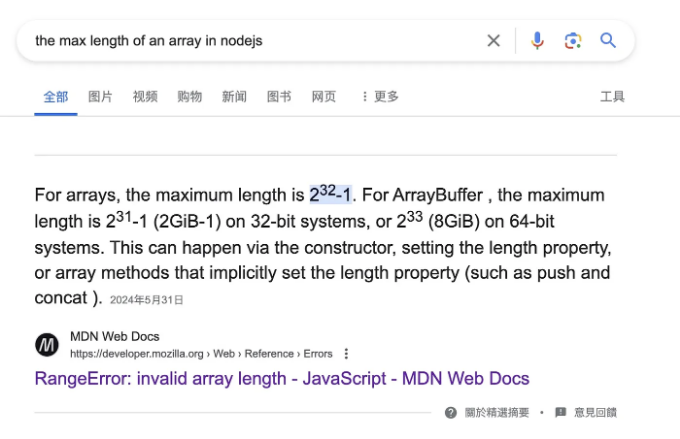 the max length of an array in nodejs
全部 图片 视频 购物 新闻 图书 网页 更多 工具
For arrays, the maximum length is 2³²-1. For ArrayBuffer , the maximum
length is 2³¹-1 (2GiB-1) on 32-bit systems, or 2³³ (8GiB) on 64-bit
systems. This can happen via the constructor, setting the length property,
or array methods that implicitly set the length property (such as push and
concat ). 2024年5月31日
MDN Web Docs
https://developer.mozilla.org › Web › Reference › Errors
RangeError: invalid array length - JavaScript - MDN Web Docs
關於精選摘要 • 意見回饋